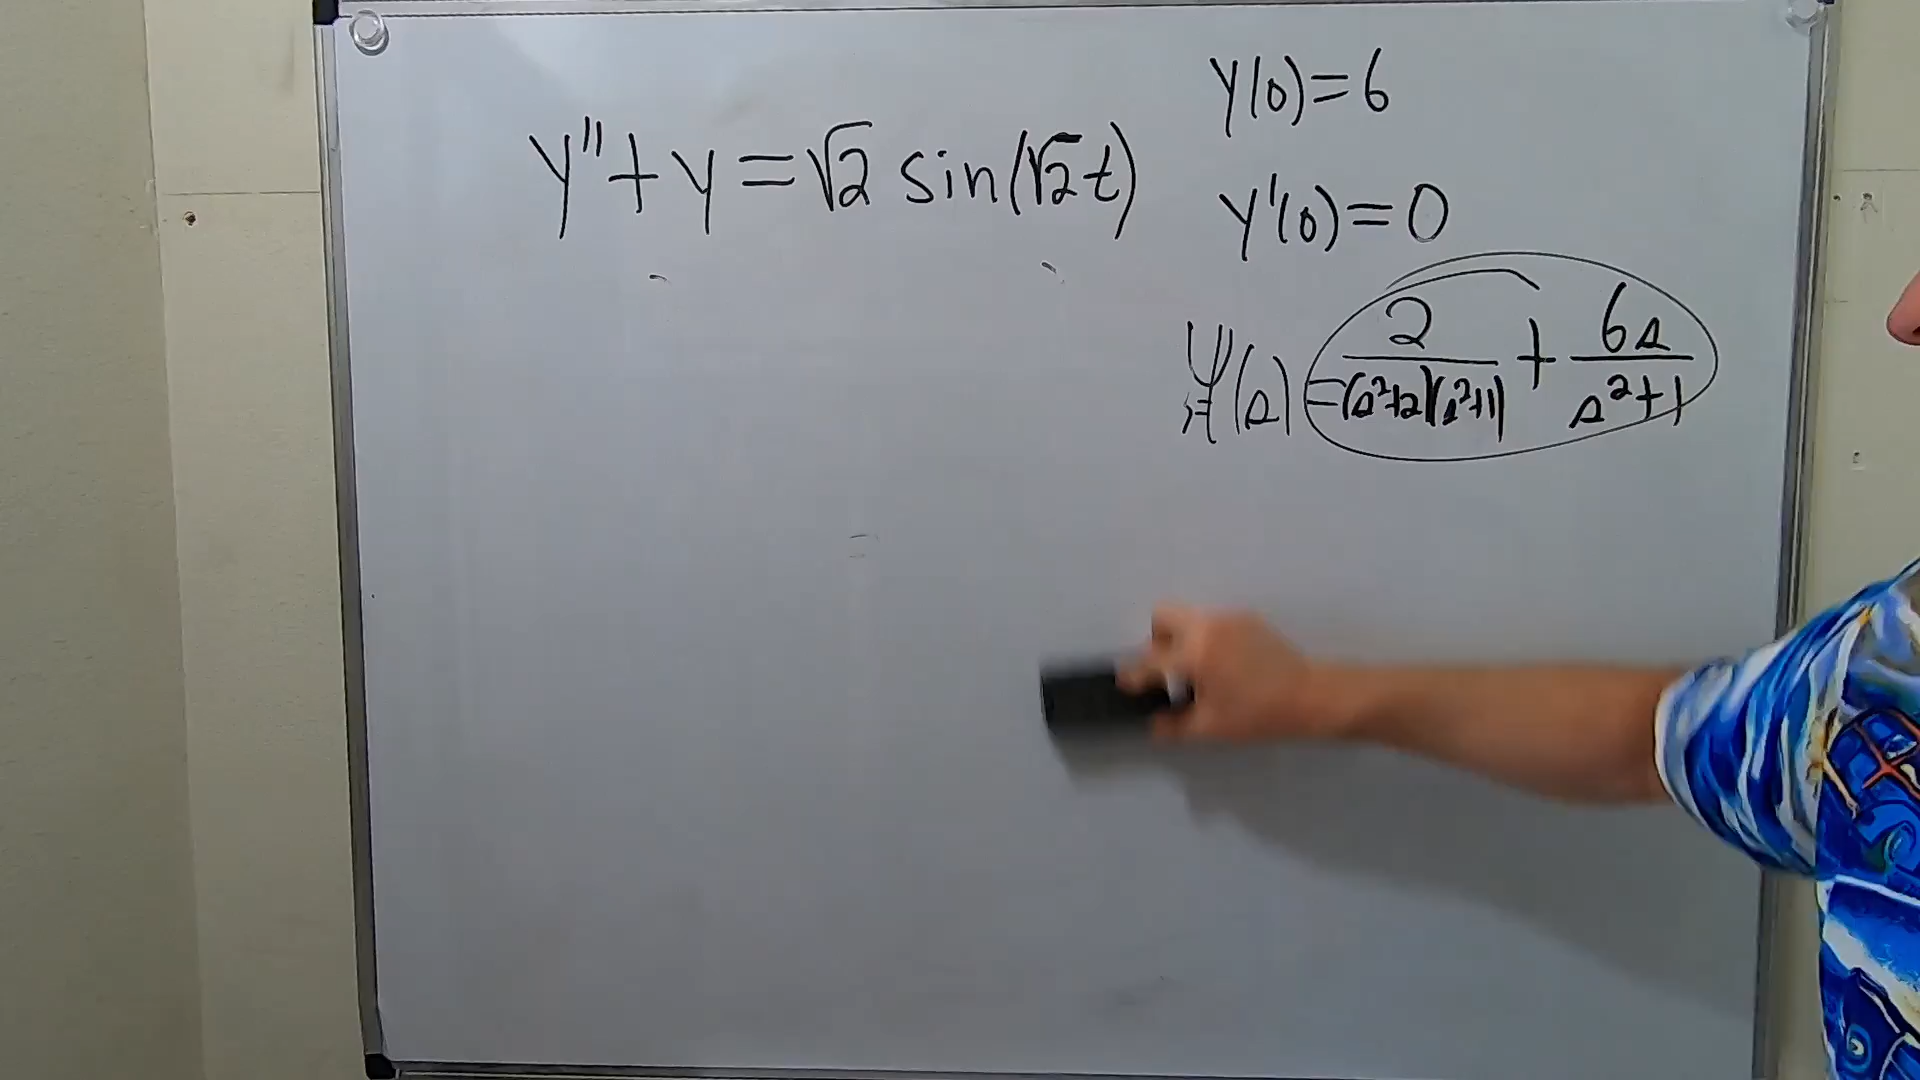 y'' + y = √2 sin(√2t)
y(0) = 6
y'(0) = 0
Y(s) = 2/((s²+2)(s²+1)) + 6s/(s²+1)